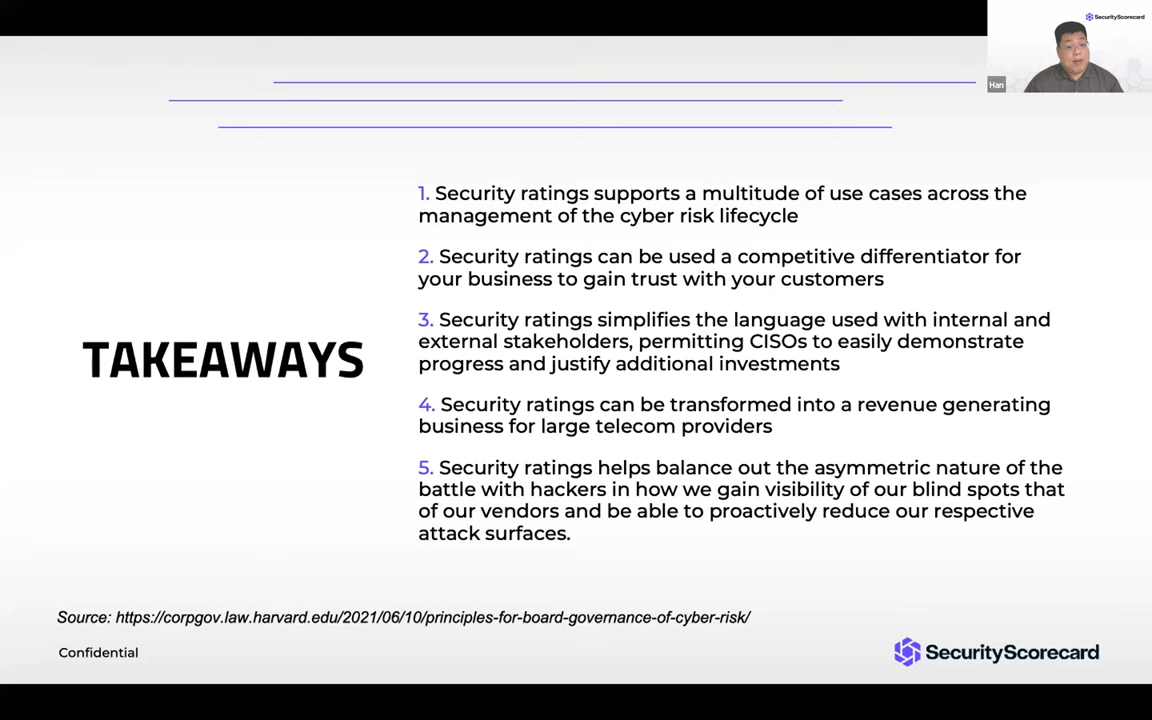 SecurityScorecard
Han
1. Security ratings supports a multitude of use cases across the
management of the cyber risk lifecycle
2. Security ratings can be used a competitive differentiator for
your business to gain trust with your customers
TAKEAWAYS
3. Security ratings simplifies the language used with internal and
external stakeholders, permitting CISOs to easily demonstrate
progress and justify additional investments
4. Security ratings can be transformed into a revenue generating
business for large telecom providers
5. Security ratings helps balance out the asymmetric nature of the
battle with hackers in how we gain visibility of our blind spots that
of our vendors and be able to proactively reduce our respective
attack surfaces.
Source: https://corpgov.law.harvard.edu/2021/06/10/principles-for-board-governance-of-cyber-risk/
Confidential
SecurityScorecard